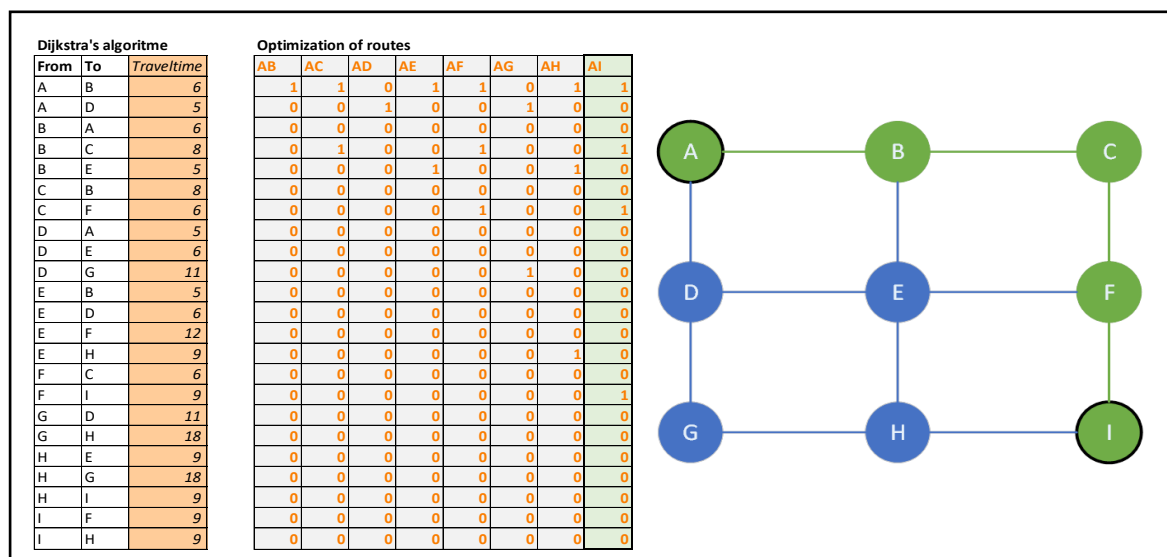 Dijkstra's algoritme Optimization of routes
From To Traveltime AB AC AD AE AF AG AH AI
A B 6 1 1 0 1 1 0 1 1
A D 5 0 0 1 0 0 1 0 0
B A 6 0 0 0 0 0 0 0 0
B C 8 0 1 0 0 1 0 0 1
B E 5 0 0 0 1 0 0 1 0
C B 8 0 0 0 0 0 0 0 0
C F 6 0 0 0 0 1 0 0 1
D A 5 0 0 0 0 0 0 0 0
D E 6 0 0 0 0 0 0 0 0
D G 11 0 0 0 0 0 1 0 0
E B 5 0 0 0 0 0 0 0 0
E D 6 0 0 0 0 0 0 0 0
E F 12 0 0 0 0 0 0 0 0
E H 9 0 0 0 0 0 0 1 0
F C 6 0 0 0 0 0 0 0 0
F I 9 0 0 0 0 0 0 0 1
G D 11 0 0 0 0 0 0 0 0
G H 18 0 0 0 0 0 0 0 0
H E 9 0 0 0 0 0 0 0 0
H G 18 0 0 0 0 0 0 0 0
H I 9 0 0 0 0 0 0 0 0
I F 9 0 0 0 0 0 0 0 0
I H 9 0 0 0 0 0 0 0 0
A B C
D E F
G H I